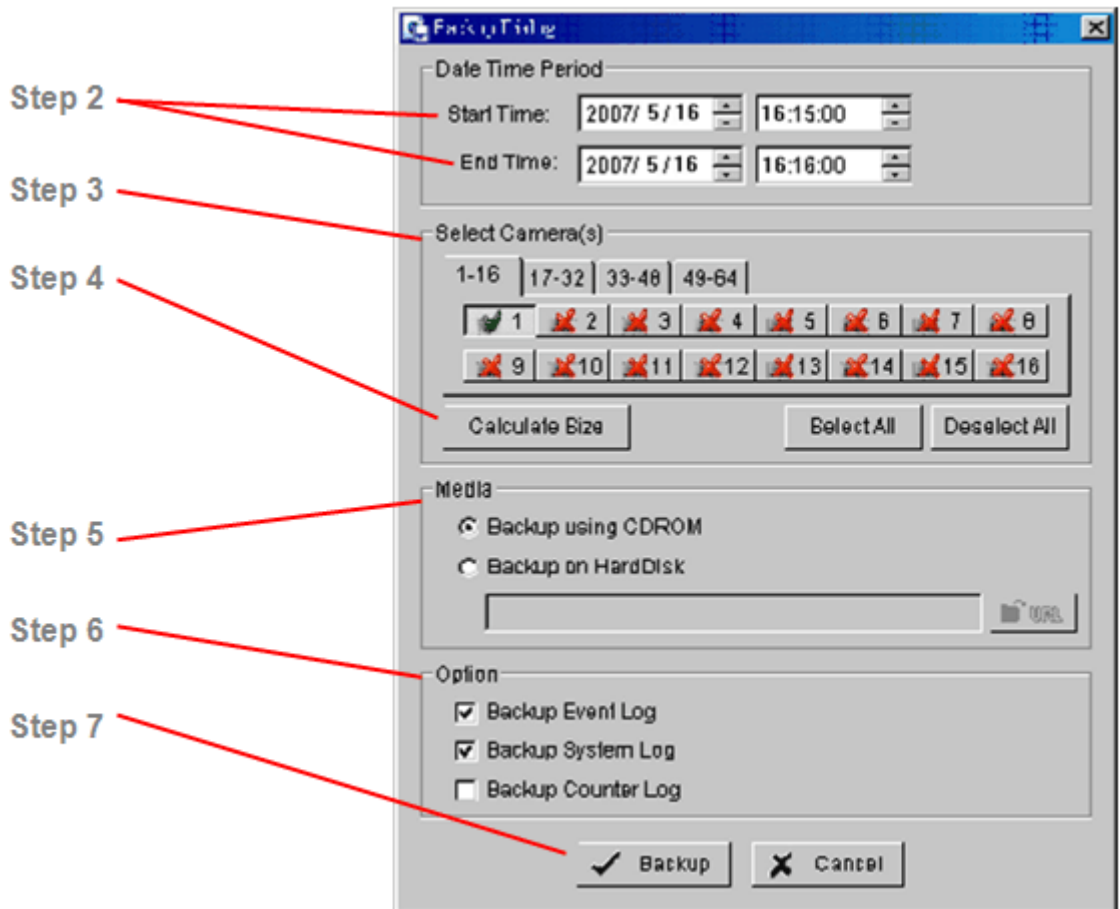 Backup Dialog
Date Time Period
Step 2
Start Time: 2007/ 5/16 16:15:00
End Time: 2007/ 5/16 16:16:00
Step 3
Select Camera(s)
Step 4
1-16 17-32 33-48 49-64
1 2 3 4 5 6 7 8
9 10 11 12 13 14 15 16
Calculate Size Select All Deselect All
Media
Step 5
Backup using CDROM
Backup on HardDisk
URL
Step 6
Option
Backup Event Log
Step 7
Backup System Log
Backup Counter Log
Backup Cancel